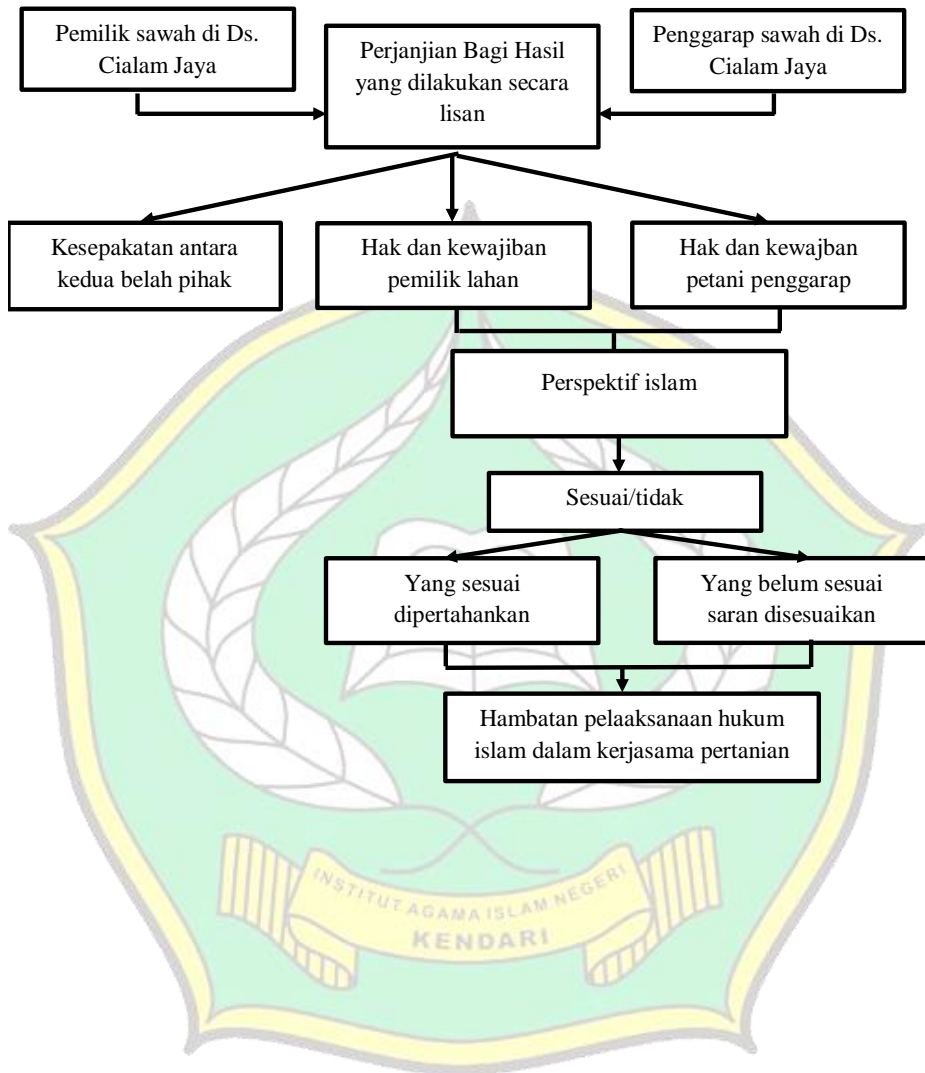 Pemilik sawah di Ds.
Cialam Jaya
Perjanjian Bagi Hasil
yang dilakukan secara
lisan
Penggarap sawah di Ds.
Cialam Jaya
Kesepakatan antara
kedua belah pihak
Hak dan kewajiban
pemilik lahan
Hak dan kewajban
petani penggarap
Perspektif islam
Sesuai/tidak
Yang sesuai
dipertahankan
Yang belum sesuai
saran disesuaikan
Hambatan pelaaksanaan hukum
islam dalam kerjasama pertanian
INSTITUT AGAMA ISLAM NEGERI
KENDARI